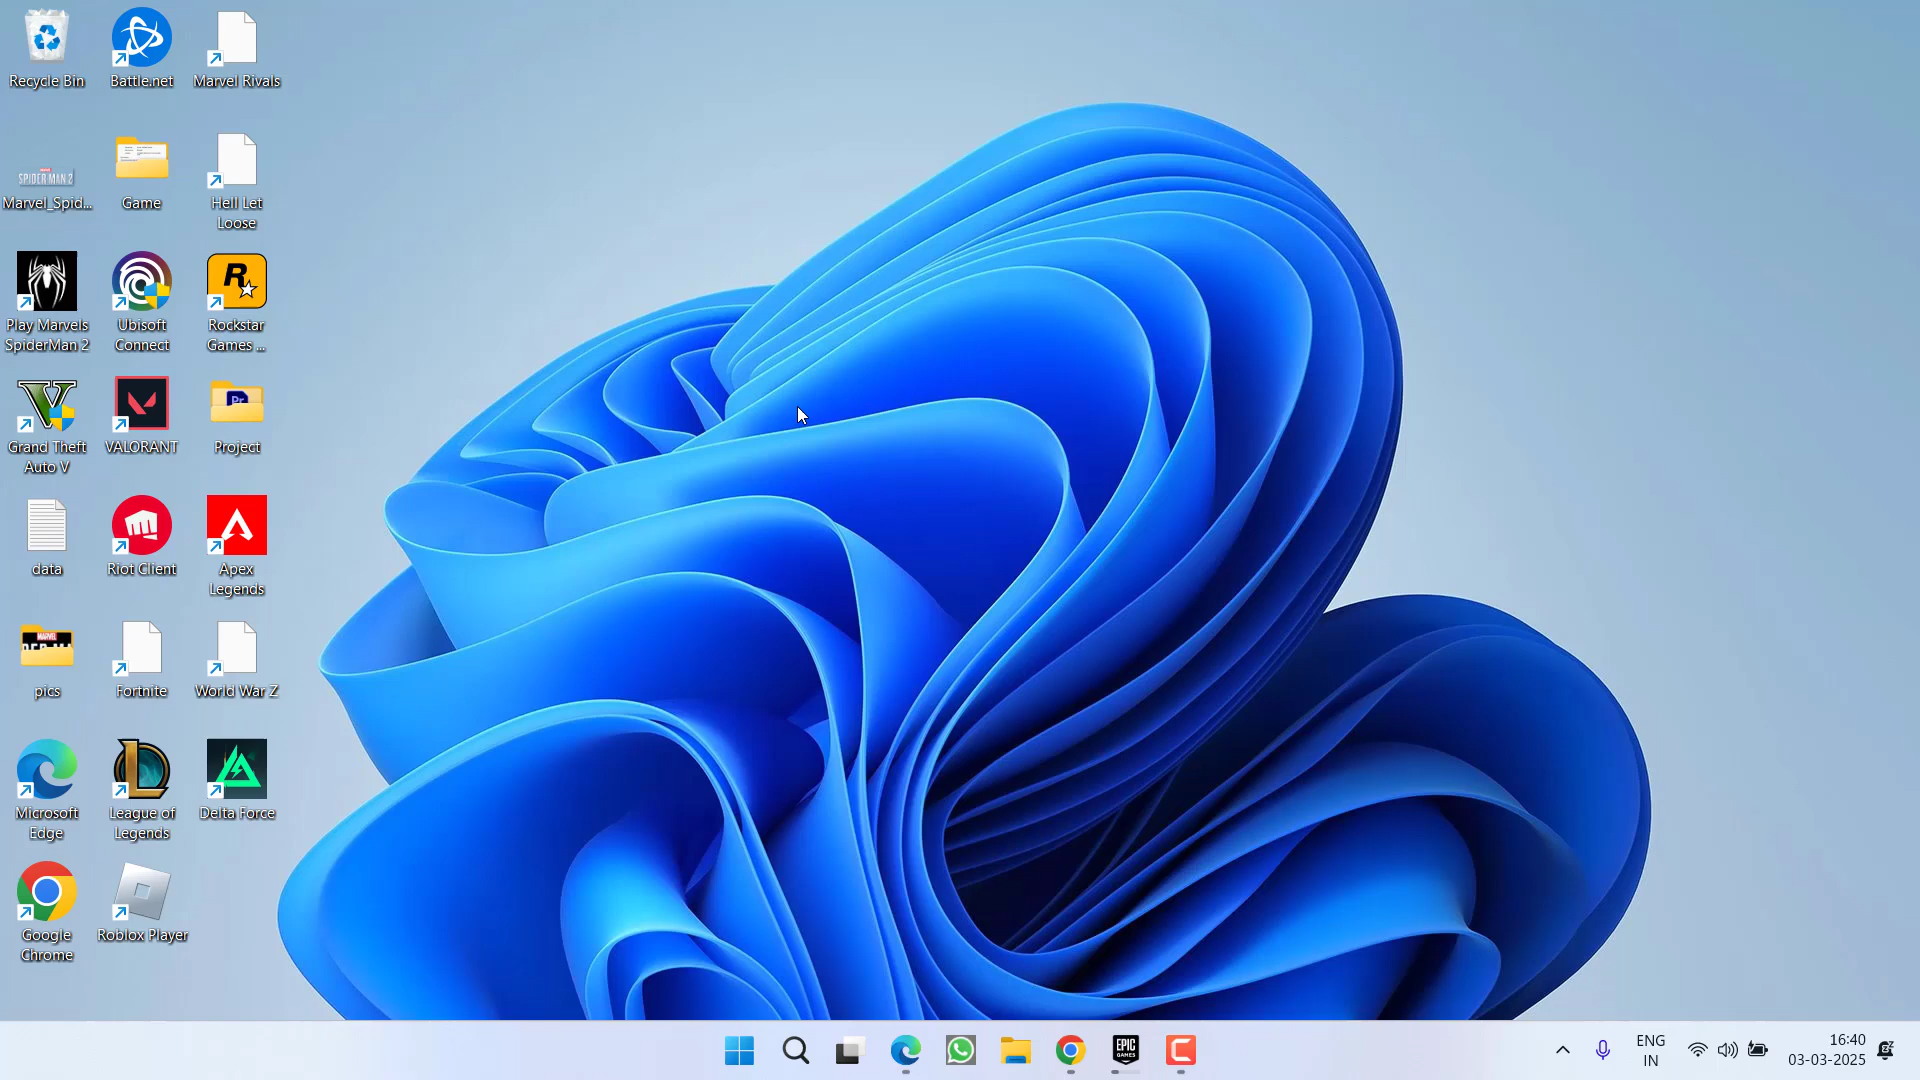 Recycle Bin
Battle.net
Marvel Rivals
SPIDER-MAN 2
Marvel_Spid...
Game
Hell Let
Loose
Play Marvels
SpiderMan 2
Ubisoft
Connect
R
Rockstar
Games ...
Grand Theft
Auto V
VALORANT
Pr
Project
data
Riot Client
Apex
Legends
MARVEL
pics
Fortnite
World War Z
Microsoft
Edge
League of
Legends
Delta Force
Google
Chrome
Roblox Player
EPIC
GAMES
ENG
IN
16:40
03-03-2025